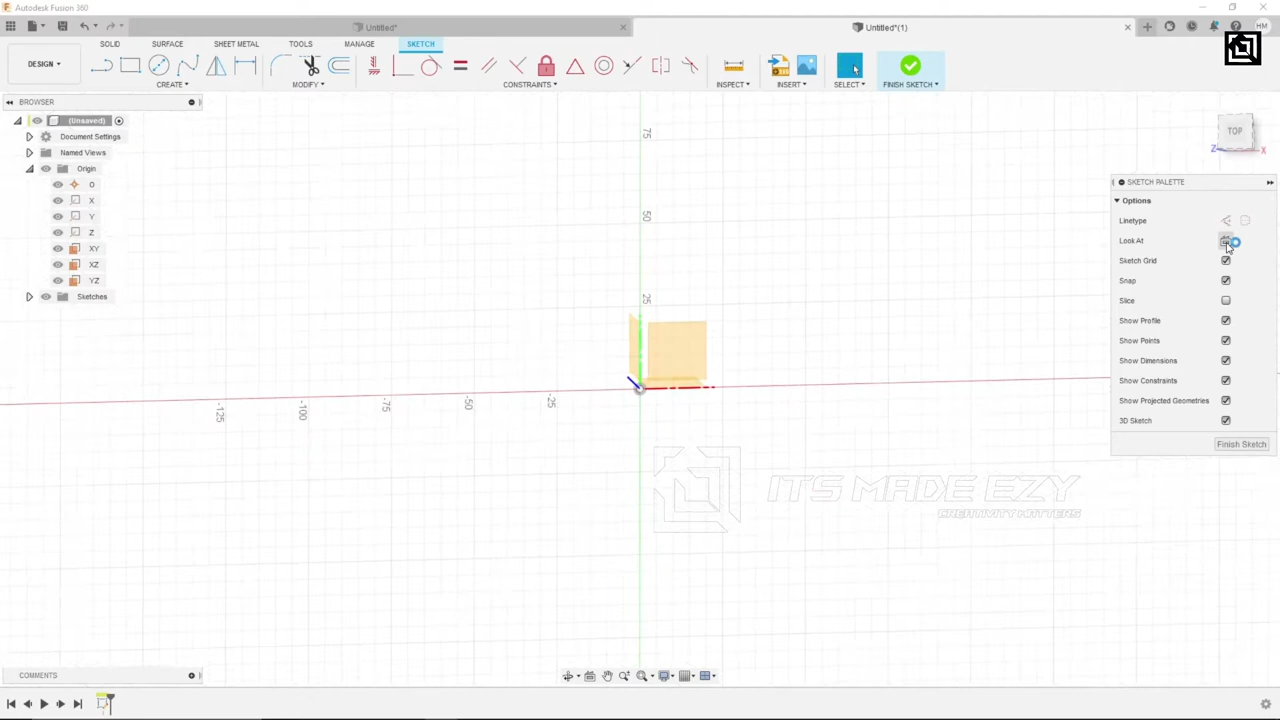 Autodesk Fusion 360
Untitled*
Untitled*(1)
HM
DESIGN
SOLID
SURFACE
SHEET METAL
TOOLS
MANAGE
SKETCH
CREATE
MODIFY
CONSTRAINTS
INSPECT
INSERT
SELECT
FINISH SKETCH
BROWSER
(Unsaved)
Document Settings
Named Views
Origin
O
X
Y
Z
XY
XZ
YZ
Sketches
TOP
Z
X
SKETCH PALETTE
Options
Linetype
Look At
Sketch Grid
Snap
Slice
Show Profile
Show Points
Show Dimensions
Show Constraints
Show Projected Geometries
3D Sketch
Finish Sketch
75
50
25
-125
-100
-75
-50
-25
ITS MADE EZY
CREATIVITY MATTERS
COMMENTS